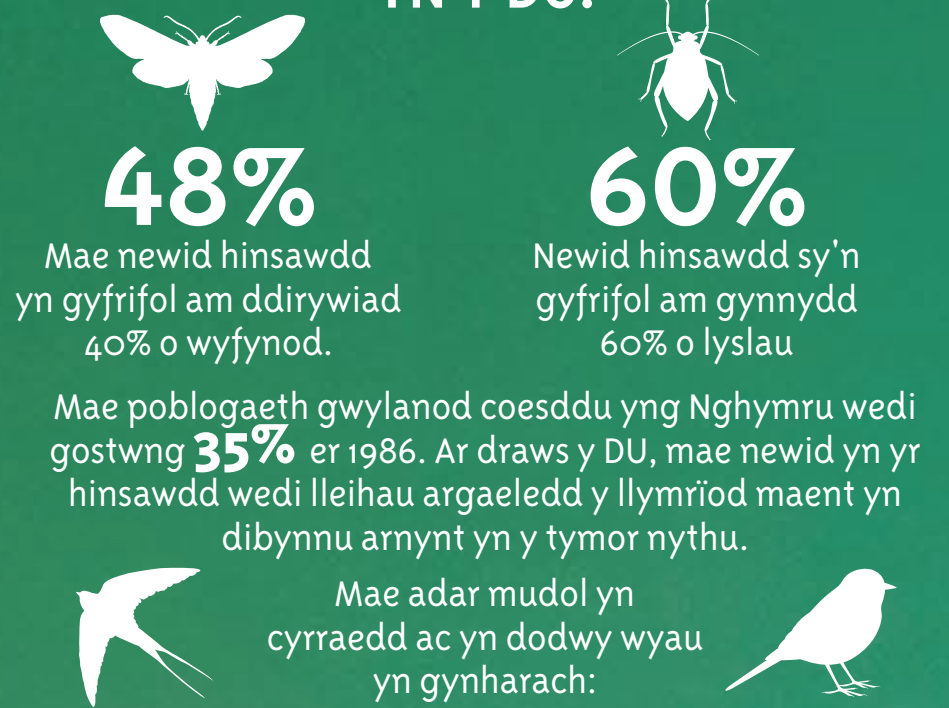 YN Y DU:
48%
Mae newid hinsawdd
yn gyfrifol am ddirywiad
40% o wyfynod.
60%
Newid hinsawdd sy'n
gyfrifol am gynnydd
60% o lyslau
Mae poblogaeth gwylanod coesddu yng Nghymru wedi
gostwng 35% er 1986. Ar draws y DU, mae newid yn yr
hinsawdd wedi lleihau argaeledd y llymrïod maent yn
dibynnu arnynt yn y tymor nythu.
Mae adar mudol yn
cyrraedd ac yn dodwy wyau
yn gynharach: